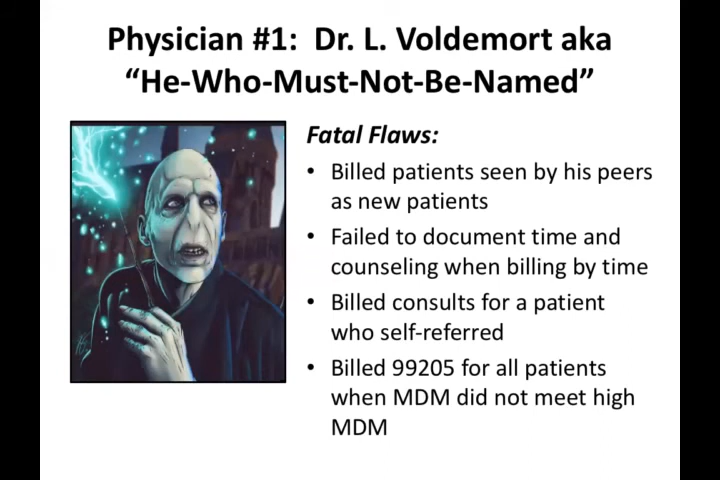 Physician #1:  Dr. L. Voldemort aka
“He-Who-Must-Not-Be-Named”
Fatal Flaws:
• Billed patients seen by his peers
as new patients
• Failed to document time and
counseling when billing by time
• Billed consults for a patient
who self-referred
• Billed 99205 for all patients
when MDM did not meet high
MDM